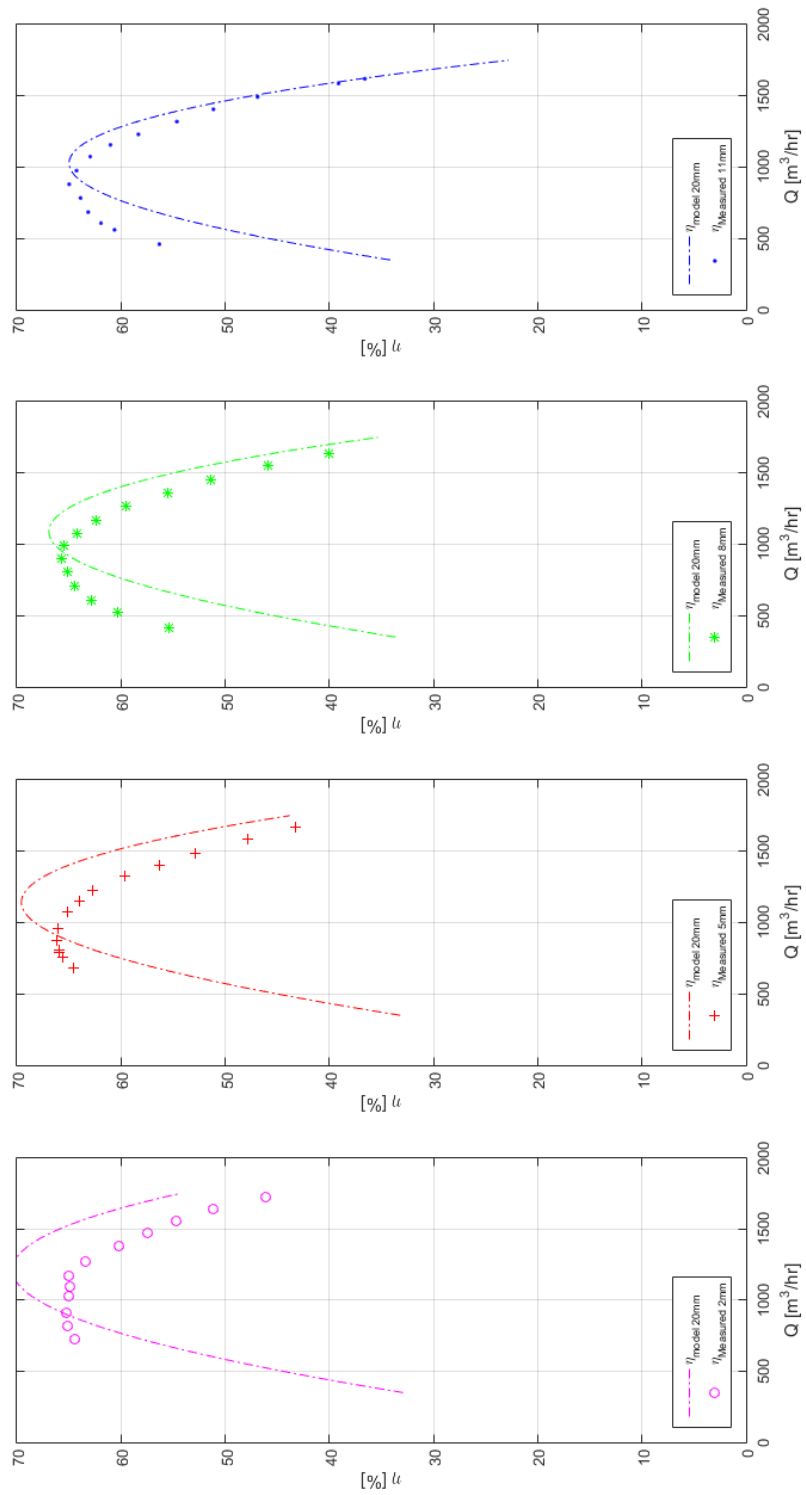 η [%]
70
60
50
40
30
20
10
0
η_model 20mm
η_Measured 2mm
0 500 1000 1500 2000
Q [m³/hr]
η [%]
70
60
50
40
30
20
10
0
η_model 20mm
η_Measured 5mm
0 500 1000 1500 2000
Q [m³/hr]
η [%]
70
60
50
40
30
20
10
0
η_model 20mm
η_Measured 8mm
0 500 1000 1500 2000
Q [m³/hr]
η [%]
70
60
50
40
30
20
10
0
η_model 20mm
η_Measured 11mm
0 500 1000 1500 2000
Q [m³/hr]